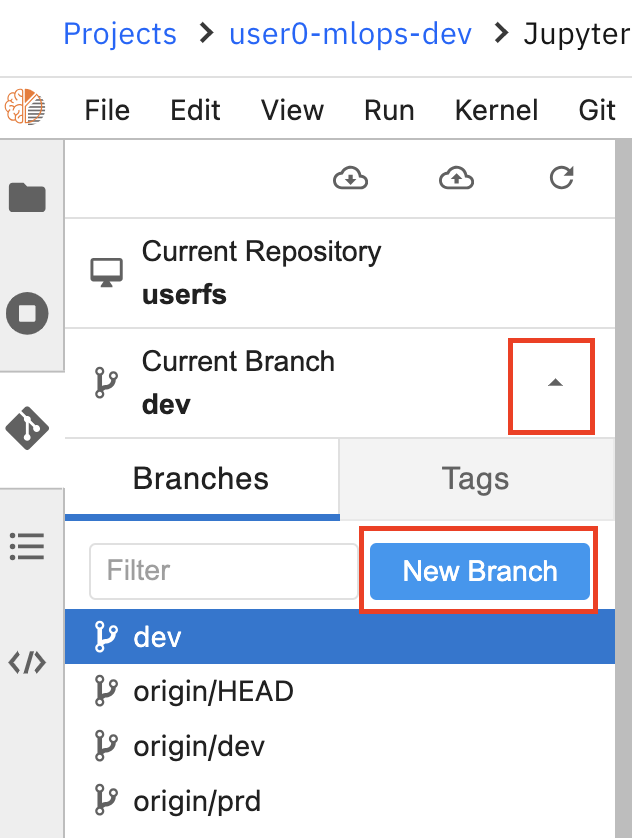 Projects > user0-mlops-dev > Jupyter
File Edit View Run Kernel Git
Current Repository
userfs
Current Branch
dev
Branches Tags
Filter New Branch
dev
origin/HEAD
origin/dev
origin/prd